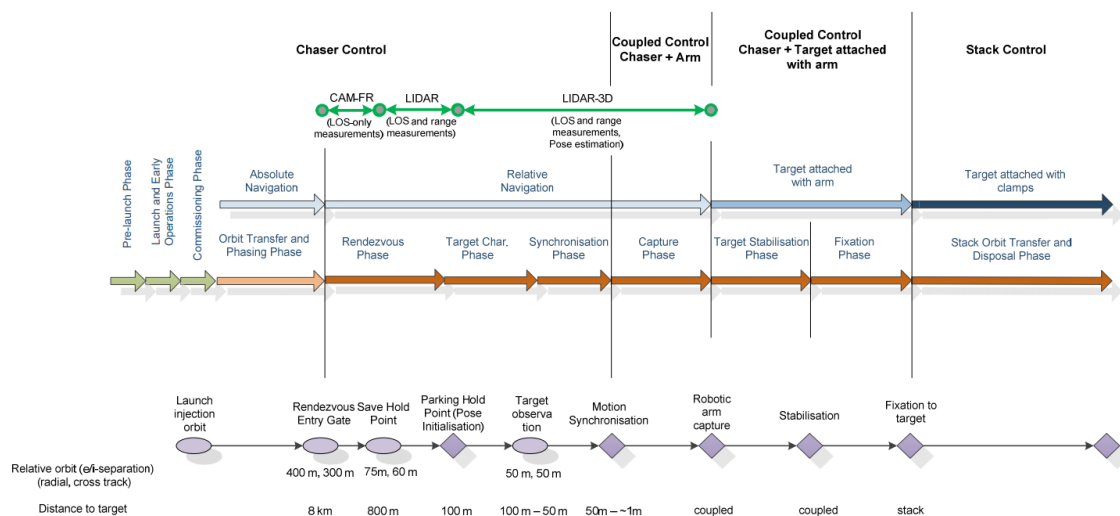 Chaser Control
Coupled Control
Chaser + Arm
Coupled Control
Chaser + Target attached
with arm
Stack Control
CAM-FR
(LOS-only
measurements)
LIDAR
(LOS and range
measurements)
LIDAR-3D
(LOS and range
measurements,
Pose estimation)
Pre-launch Phase
Launch and Early
Operations Phase
Commissioning Phase
Absolute
Navigation
Relative
Navigation
Target attached
with arm
Target attached with
clamps
Orbit Transfer and
Phasing Phase
Rendezvous
Phase
Target Char.
Phase
Synchronisation
Phase
Capture
Phase
Target Stabilisation
Phase
Fixation
Phase
Stack Orbit Transfer and
Disposal Phase
Launch
injection
orbit
Rendezvous
Entry Gate
Save Hold
Point
Parking Hold
Point (Pose
Initialisation)
Target
observa
tion
Motion
Synchronisation
Robotic
arm
capture
Stabilisation
Fixation to
target
Relative orbit (e/i-separation)
(radial, cross track)
400 m, 300 m
75m, 60 m
50 m, 50 m
Distance to target
8 km
800 m
100 m
100 m – 50 m
50m – ~1m
coupled
coupled
stack